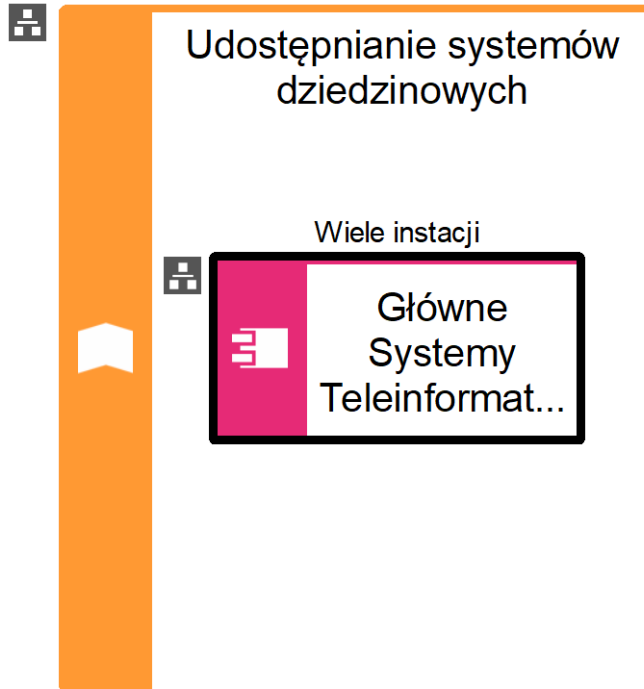 Udostępnianie systemów
dziedzinowych
Wiele instacji
Główne
Systemy
Teleinformat...